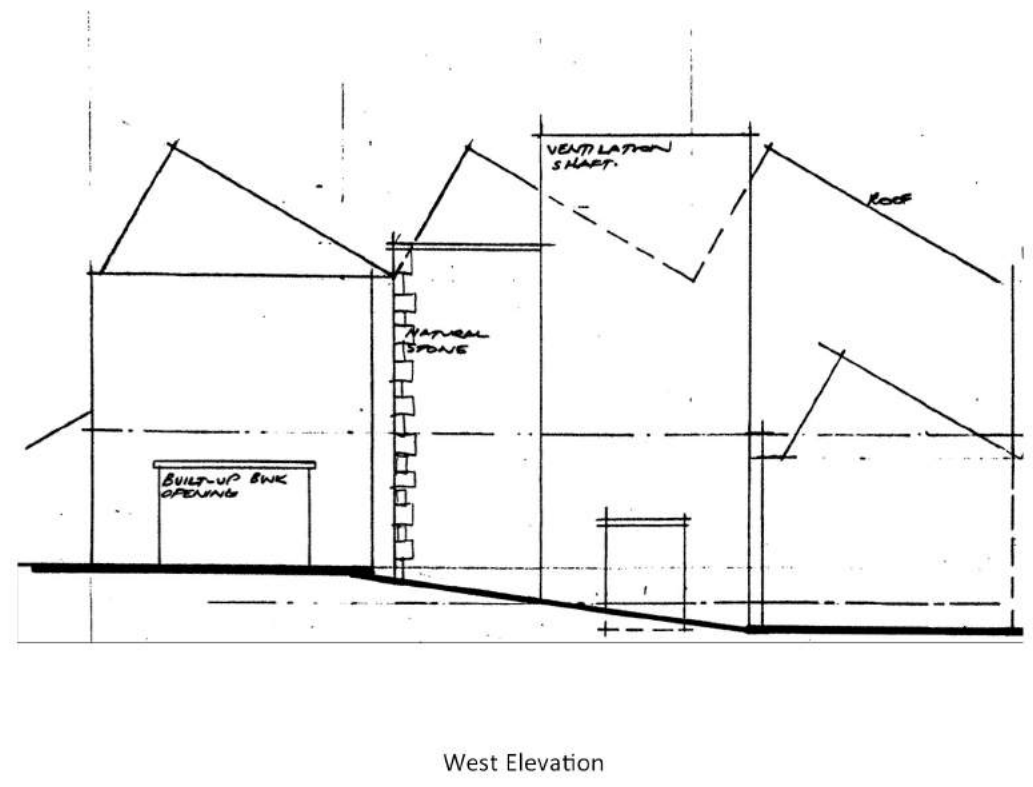 VENTILATION
SHAFT.
ROOF
NATURAL
STONE
BUILT-UP BWK
OPENING
West Elevation